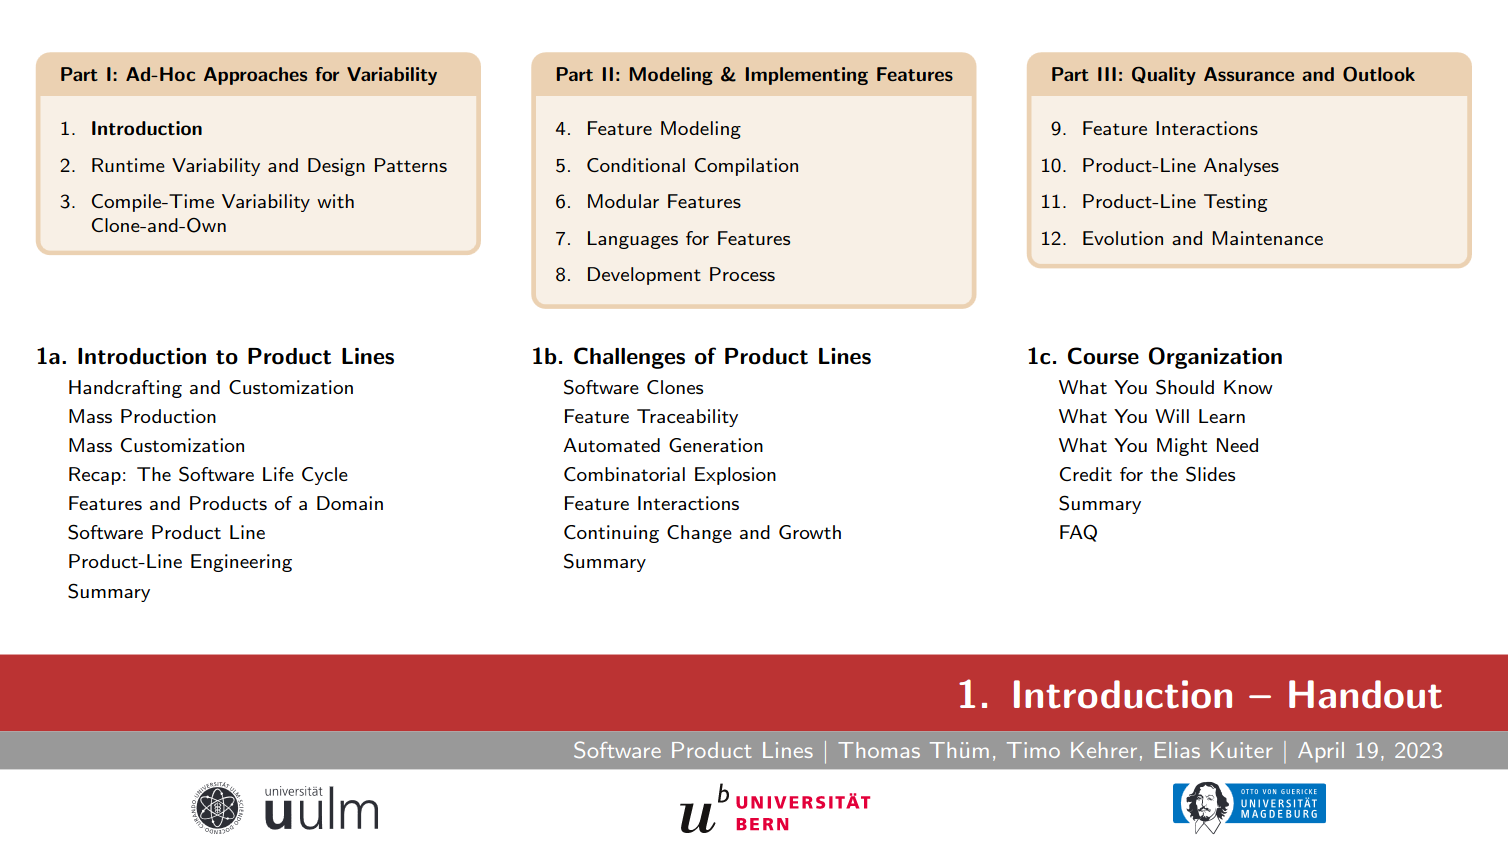 Part I: Ad-Hoc Approaches for Variability
1. Introduction
2. Runtime Variability and Design Patterns
3. Compile-Time Variability with
Clone-and-Own
Part II: Modeling & Implementing Features
4. Feature Modeling
5. Conditional Compilation
6. Modular Features
7. Languages for Features
8. Development Process
Part III: Quality Assurance and Outlook
9. Feature Interactions
10. Product-Line Analyses
11. Product-Line Testing
12. Evolution and Maintenance
1a. Introduction to Product Lines
Handcrafting and Customization
Mass Production
Mass Customization
Recap: The Software Life Cycle
Features and Products of a Domain
Software Product Line
Product-Line Engineering
Summary
1b. Challenges of Product Lines
Software Clones
Feature Traceability
Automated Generation
Combinatorial Explosion
Feature Interactions
Continuing Change and Growth
Summary
1c. Course Organization
What You Should Know
What You Will Learn
What You Might Need
Credit for the Slides
Summary
FAQ
1. Introduction – Handout
Software Product Lines | Thomas Thüm, Timo Kehrer, Elias Kuiter | April 19, 2023
universität
uulm
u b
UNIVERSITÄT
BERN
OTTO VON GUERICKE
UNIVERSITÄT
MAGDEBURG